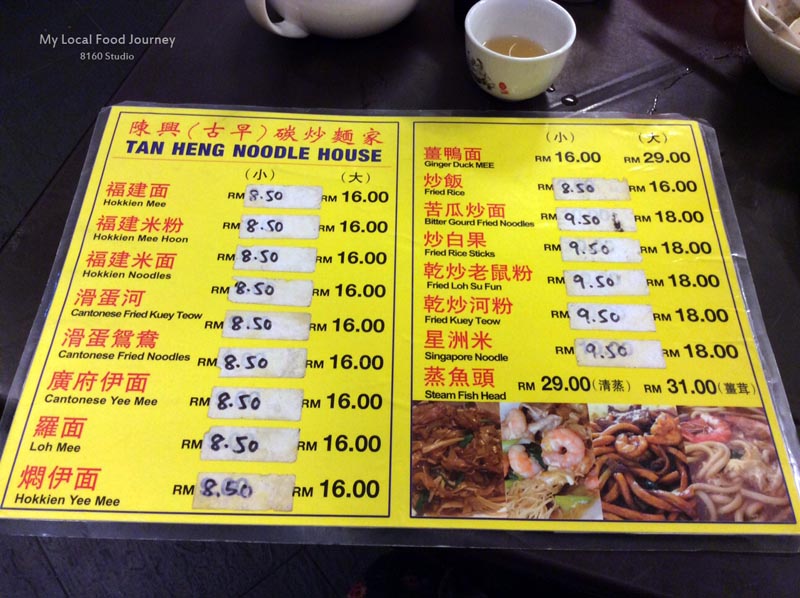 My Local Food Journey
8160 Studio
陳興(古早)碳炒麵家
TAN HENG NOODLE HOUSE
(小) (大)
福建面 RM 8.50 RM 16.00
Hokkien Mee
福建米粉 RM 8.50 RM 16.00
Hokkien Mee Hoon
福建米面 RM 8.50 RM 16.00
Hokkien Noodles
滑蛋河 RM 8.50 RM 16.00
Cantonese Fried Kuey Teow
滑蛋鴛鴦 RM 8.50 RM 16.00
Cantonese Fried Noodles
RM 8.50 RM 16.00
廣府伊面 RM 8.50 RM 16.00
Cantonese Yee Mee
羅面 RM 8.50 RM 16.00
Loh Mee
燜伊面 RM 8.50 RM 16.00
Hokkien Yee Mee
(小) (大)
薑鴨面 RM 16.00 RM 29.00
Ginger Duck MEE
炒飯 RM 8.50 RM 16.00
Fried Rice
苦瓜炒面 RM 9.50 RM 18.00
Bitter Gourd Fried Noodles
炒白果 RM 9.50 RM 18.00
Fried Rice Sticks
乾炒老鼠粉 RM 9.50 RM 18.00
Fried Loh Su Fun
乾炒河粉 RM 9.50 RM 18.00
Fried Kuey Teow
星洲米 RM 9.50 RM 18.00
Singapore Noodle
蒸魚頭 RM 29.00(清蒸) RM 31.00(薑茸)
Steam Fish Head